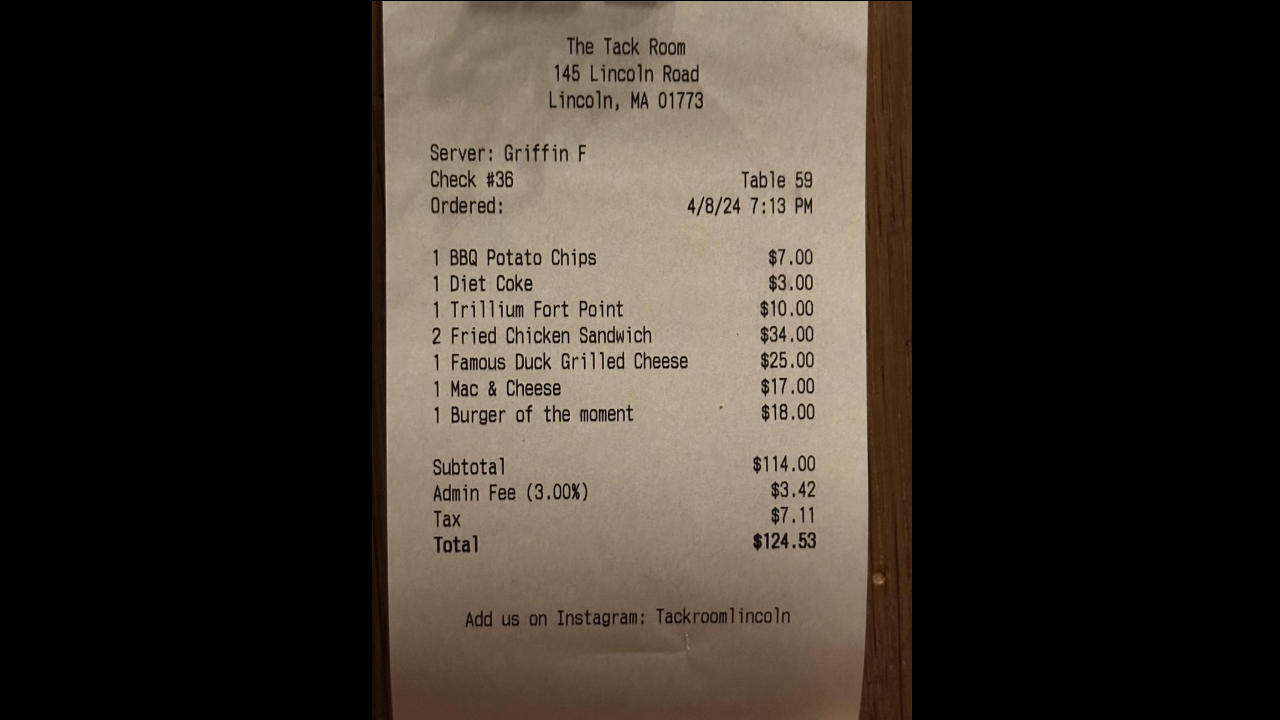 The Tack Room
145 Lincoln Road
Lincoln, MA 01773
Server: Griffin F
Check #36 Table 59
Ordered: 4/8/24 7:13 PM
1 BBQ Potato Chips $7.00
1 Diet Coke $3.00
1 Trillium Fort Point $10.00
2 Fried Chicken Sandwich $34.00
1 Famous Duck Grilled Cheese $25.00
1 Mac & Cheese $17.00
1 Burger of the moment $18.00
Subtotal $114.00
Admin Fee (3.00%) $3.42
Tax $7.11
Total $124.53
Add us on Instagram: Tackroomlincoln